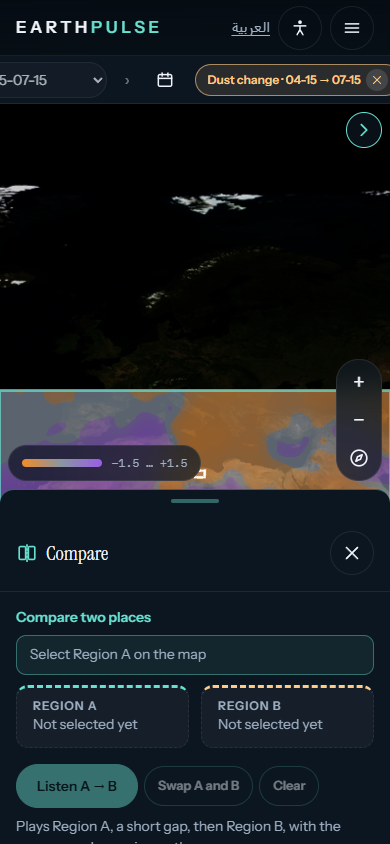 EARTHPULSE
العربية
5-07-15
Dust change · 04-15 → 07-15
−1.5 … +1.5
Compare
Compare two places
Select Region A on the map
REGION A
Not selected yet
REGION B
Not selected yet
Listen A → B
Swap A and B
Clear
Plays Region A, a short gap, then Region B, with the